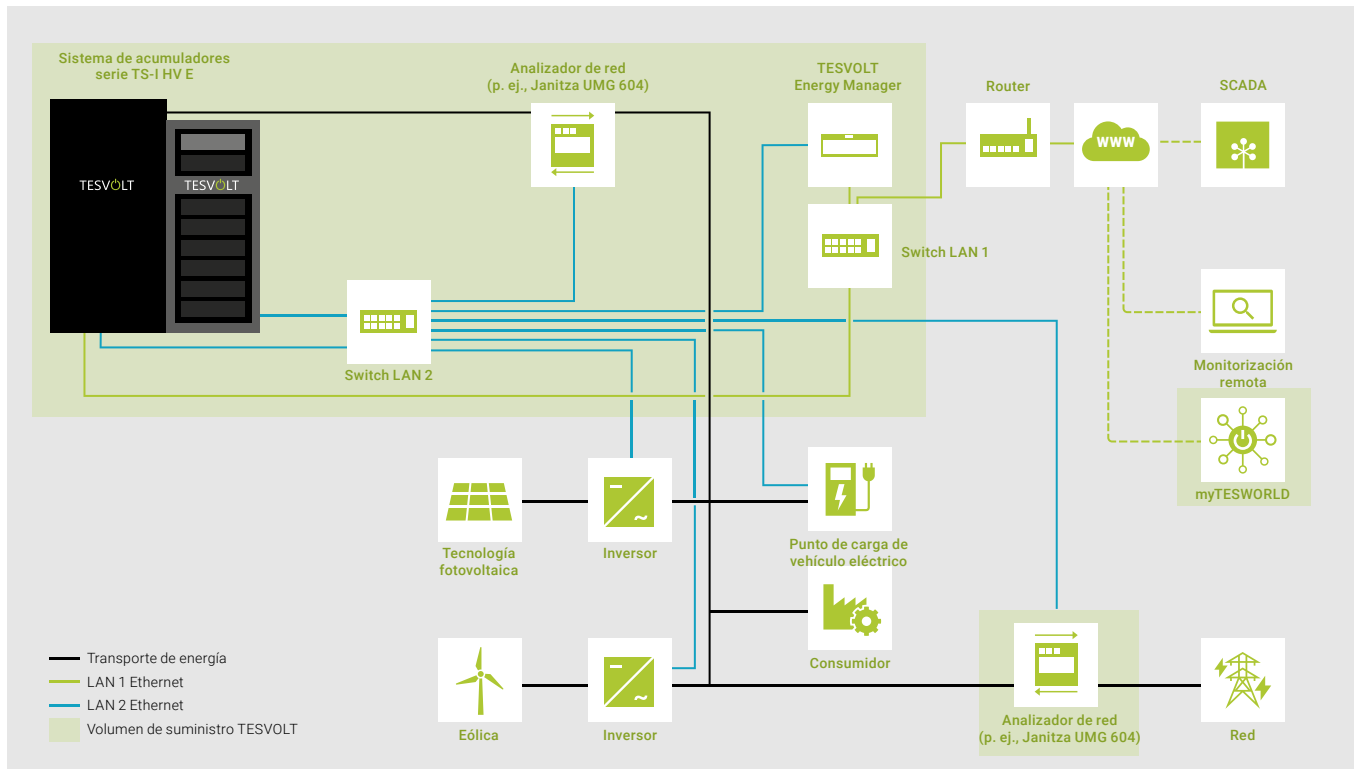 Sistema de acumuladores
serie TS-I HV E
Analizador de red
(p. ej., Janitza UMG 604)
TESVOLT
Energy Manager
Router
SCADA
WWW
TESVOLT
TESVOLT
Switch LAN 1
Switch LAN 2
Monitorización
remota
myTESWORLD
Tecnología
fotovoltaica
Inversor
Punto de carga de
vehículo eléctrico
Consumidor
Transporte de energía
LAN 1 Ethernet
LAN 2 Ethernet
Volumen de suministro TESVOLT
Eólica
Inversor
Analizador de red
(p. ej., Janitza UMG 604)
Red